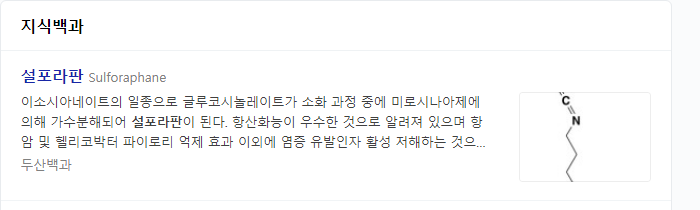 지식백과
설포라판 Sulforaphane
이소시아네이트의 일종으로 글루코시놀레이트가 소화 과정 중에 미로시나아제에
의해 가수분해되어 설포라판이 된다. 항산화능이 우수한 것으로 알려져 있으며 항
암 및 헬리코박터 파이로리 억제 효과 이외에 염증 유발인자 활성 저해하는 것으...
두산백과
C
N